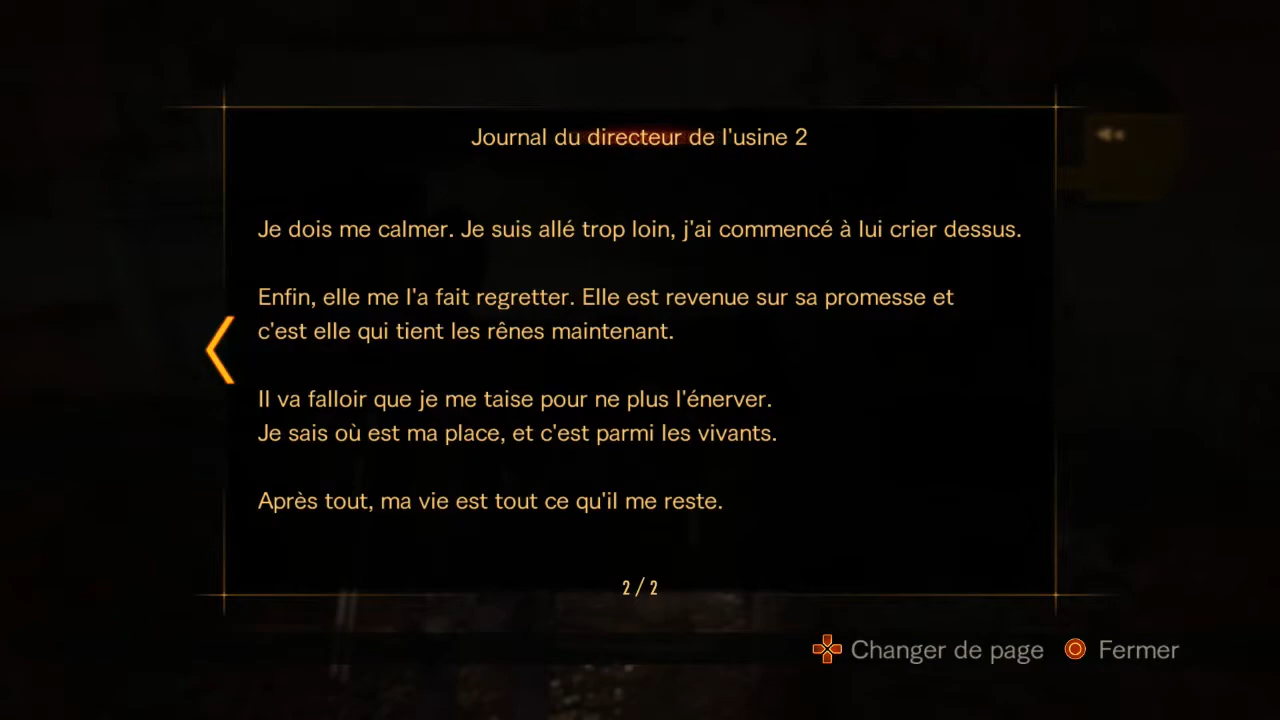 Journal du directeur de l'usine 2
Je dois me calmer. Je suis allé trop loin, j'ai commencé à lui crier dessus.
Enfin, elle me l'a fait regretter. Elle est revenue sur sa promesse et
c'est elle qui tient les rênes maintenant.
Il va falloir que je me taise pour ne plus l'énerver.
Je sais où est ma place, et c'est parmi les vivants.
Après tout, ma vie est tout ce qu'il me reste.
2 / 2
Changer de page Fermer